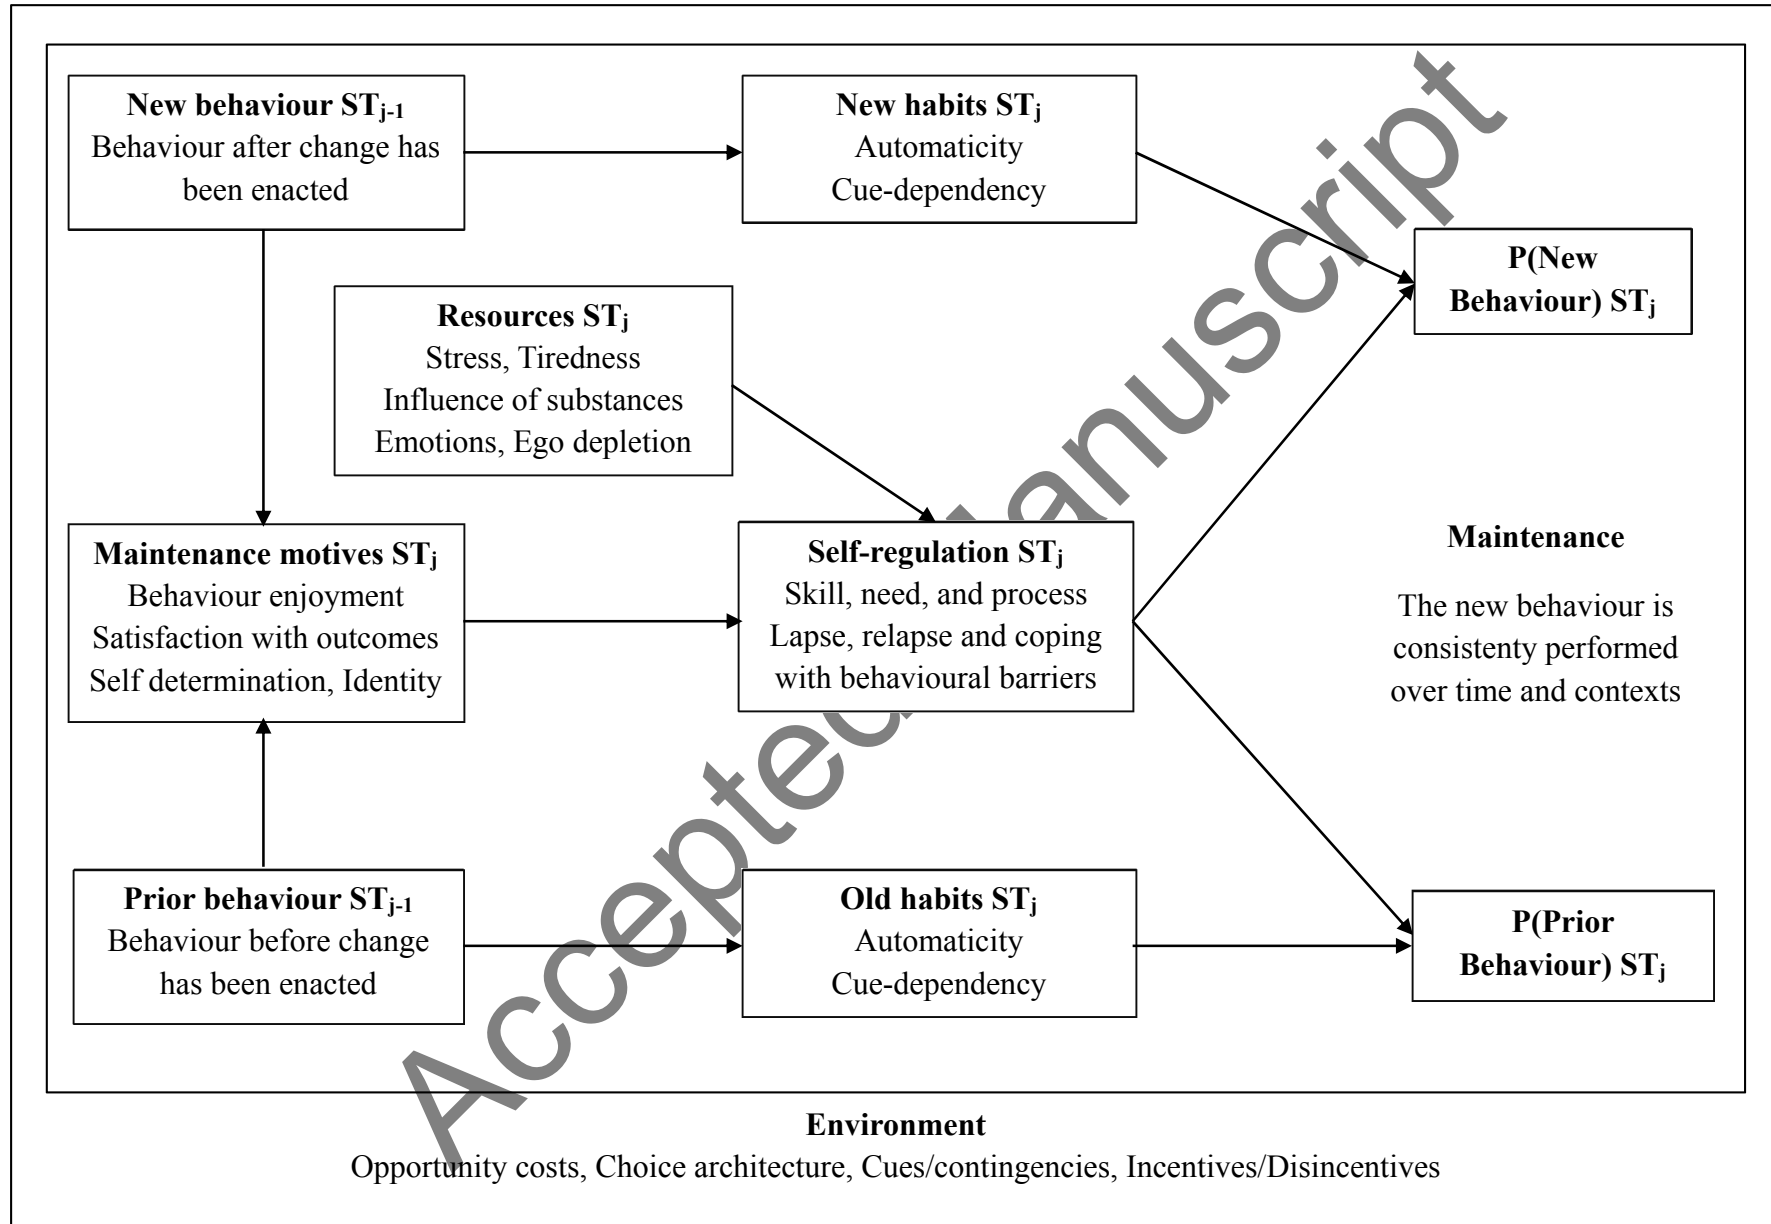 New behaviour STj-1
Behaviour after change has
been enacted
New habits STj
Automaticity
Cue-dependency
P(New
Behaviour) STj
Resources STj
Stress, Tiredness
Influence of substances
Emotions, Ego depletion
Maintenance motives STj
Behaviour enjoyment
Satisfaction with outcomes
Self determination, Identity
Self-regulation STj
Skill, need, and process
Lapse, relapse and coping
with behavioural barriers
Maintenance
The new behaviour is
consistenty performed
over time and contexts
Prior behaviour STj-1
Behaviour before change
has been enacted
Old habits STj
Automaticity
Cue-dependency
P(Prior
Behaviour) STj
Environment
Opportunity costs, Choice architecture, Cues/contingencies, Incentives/Disincentives
Accepted Manuscript